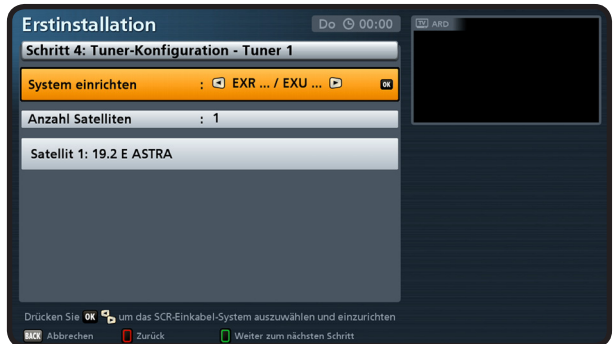 Erstinstallation
Do 00:00
TV ARD
Schritt 4: Tuner-Konfiguration - Tuner 1
System einrichten : EXR ... / EXU ... OK
Anzahl Satelliten : 1
Satellit 1: 19.2 E ASTRA
Drücken Sie OK um das SCR-Einkabel-System auszuwählen und einzurichten
BACK Abbrechen Zurück Weiter zum nächsten Schritt